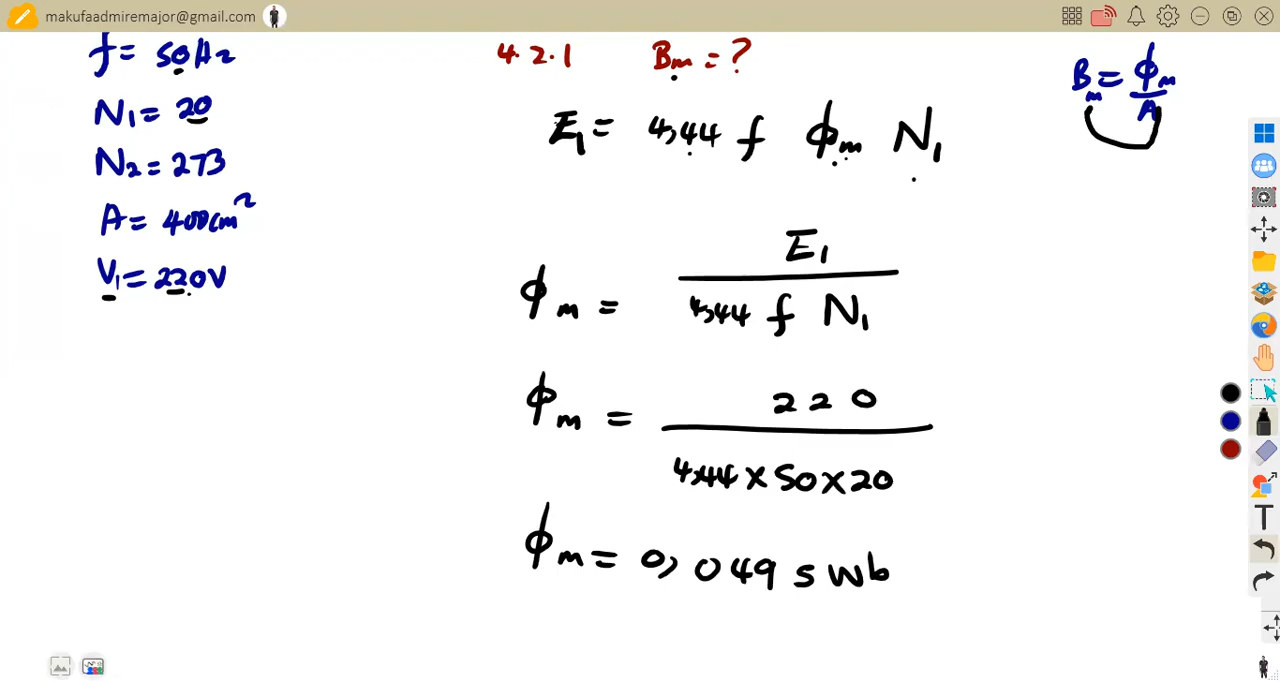 makufaadmiremajor@gmail.com
f = 50Hz
N₁ = 20
N₂ = 273
A = 400cm²
V₁ = 220V
4.2.1 Bm = ?
E₁ = 4,44 f ϕm N₁
ϕm = E₁ / 4,44 f N₁
ϕm = 220 / 4,44 × 50 × 20
ϕm = 0,0495 wb
Bm = ϕm / A
T